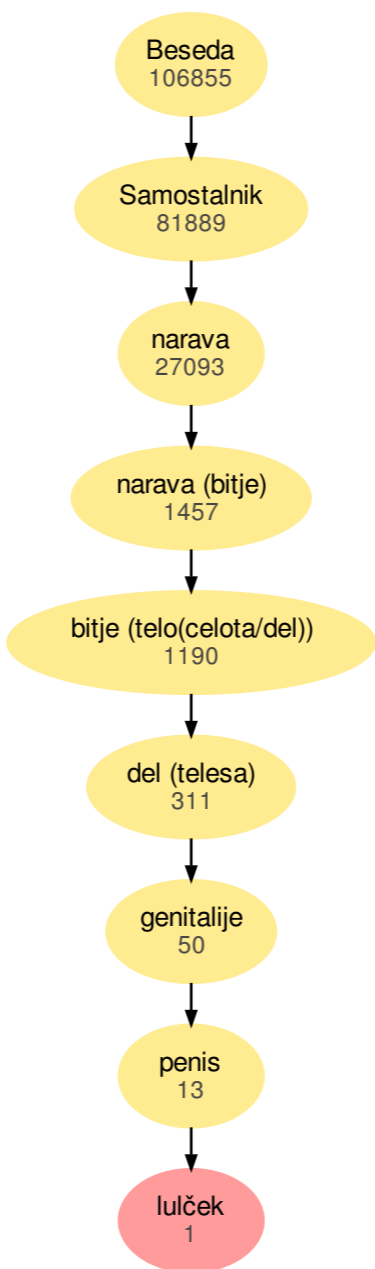 Beseda
106855
Samostalnik
81889
narava
27093
narava (bitje)
1457
bitje (telo(celota/del))
1190
del (telesa)
311
genitalije
50
penis
13
lulček
1